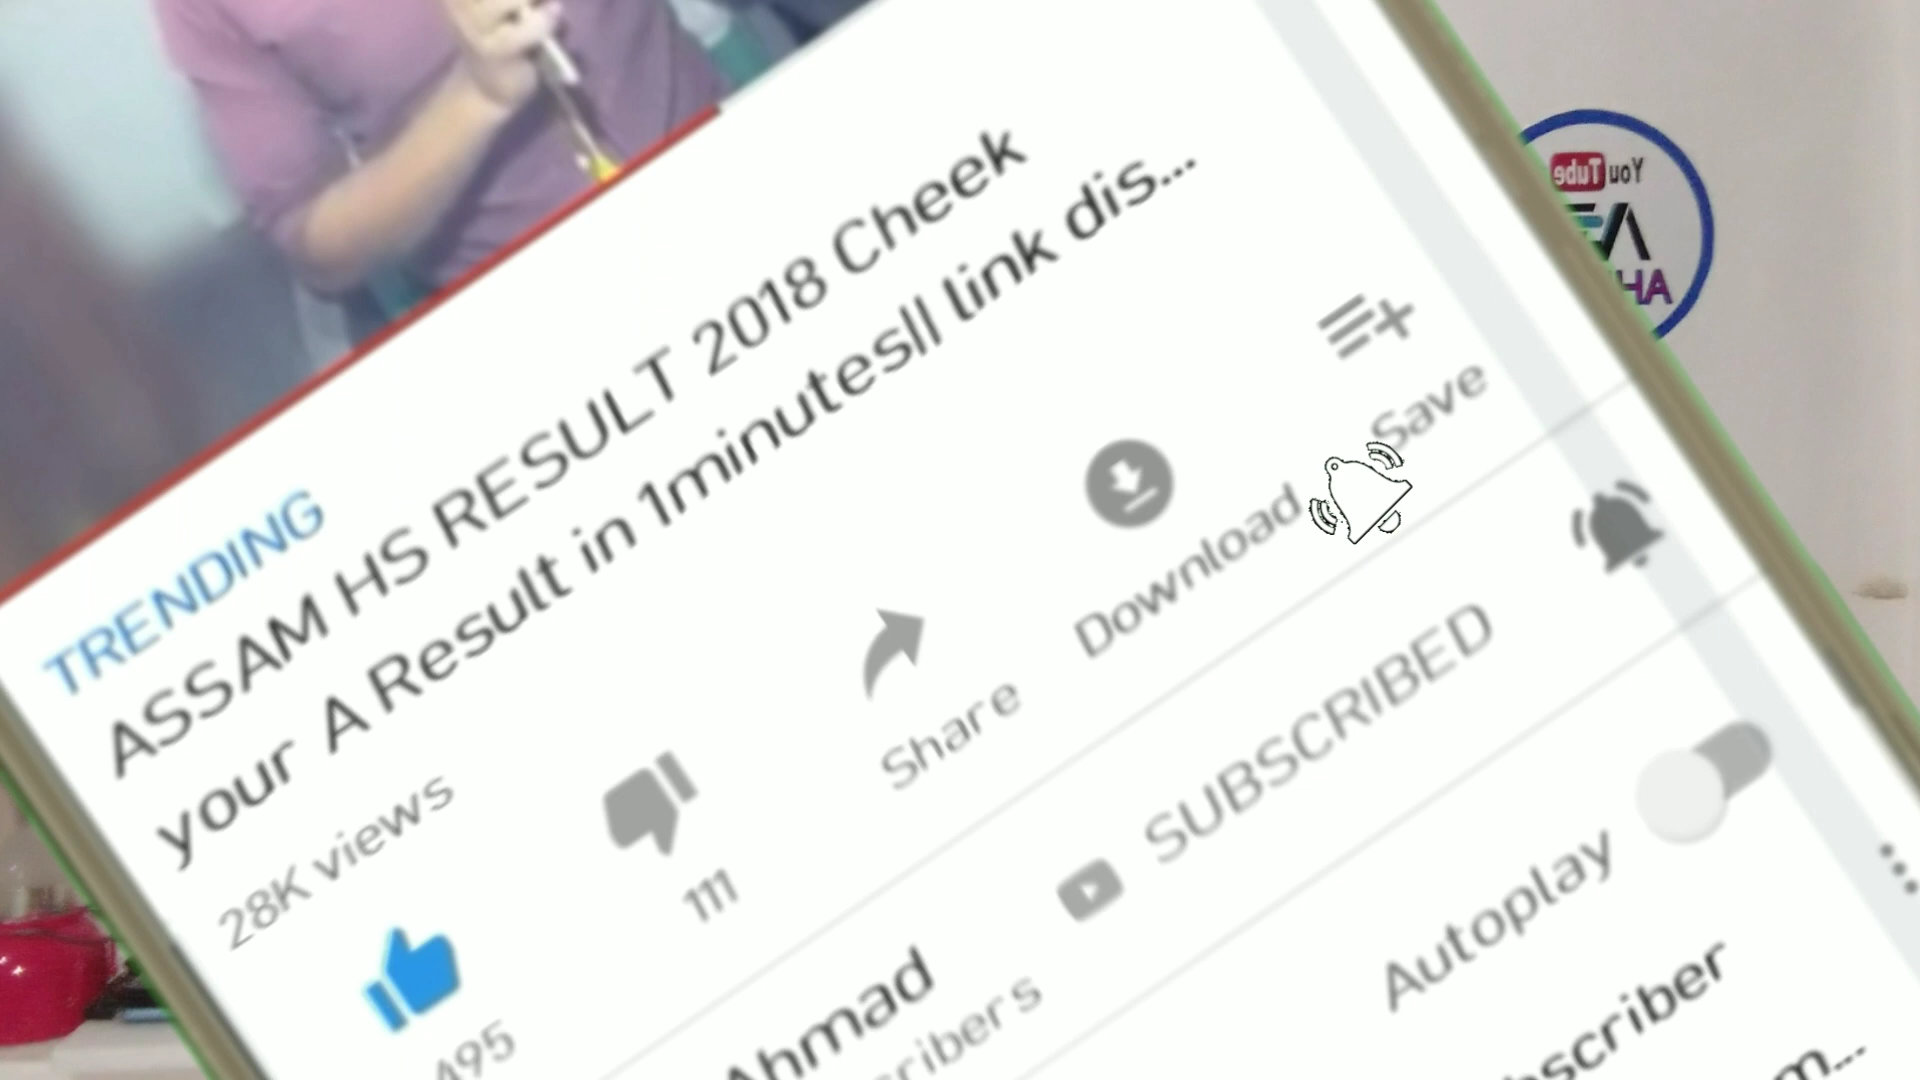 TRENDING
ASSAM HS RESULT 2018 Cheek
your A Result in 1minutes|| link dis...
28K views
495
111
Share
Download
Save
Ahmad
SUBSCRIBED
Autoplay
You Tube